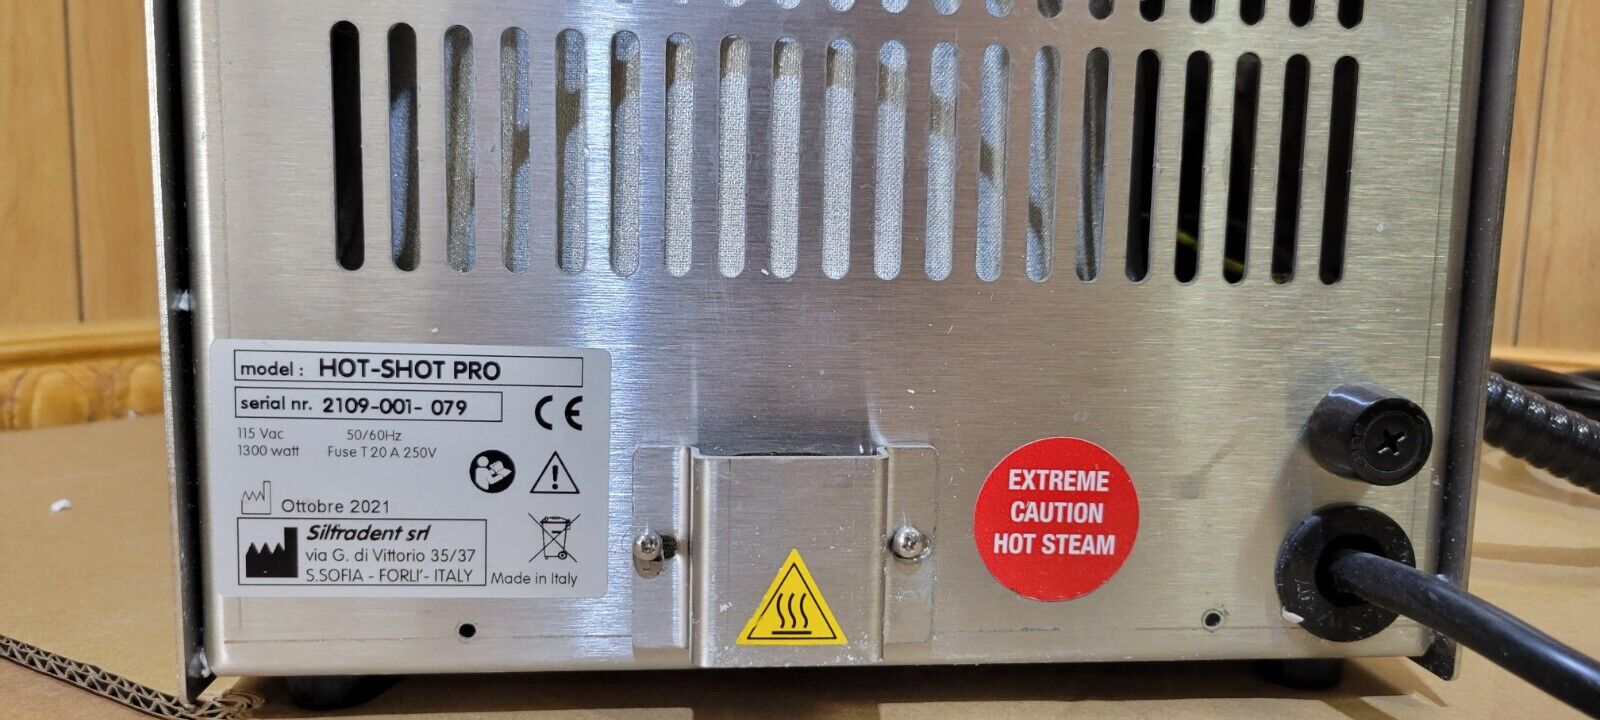 model : HOT-SHOT PRO
serial nr. 2109-001- 079
CE
115 Vac 50/60Hz
1300 watt Fuse T 20 A 250V
Ottobre 2021
Siltradent srl
via G. di Vittorio 35/37
S.SOFIA - FORLI'- ITALY
Made in Italy
EXTREME
CAUTION
HOT STEAM